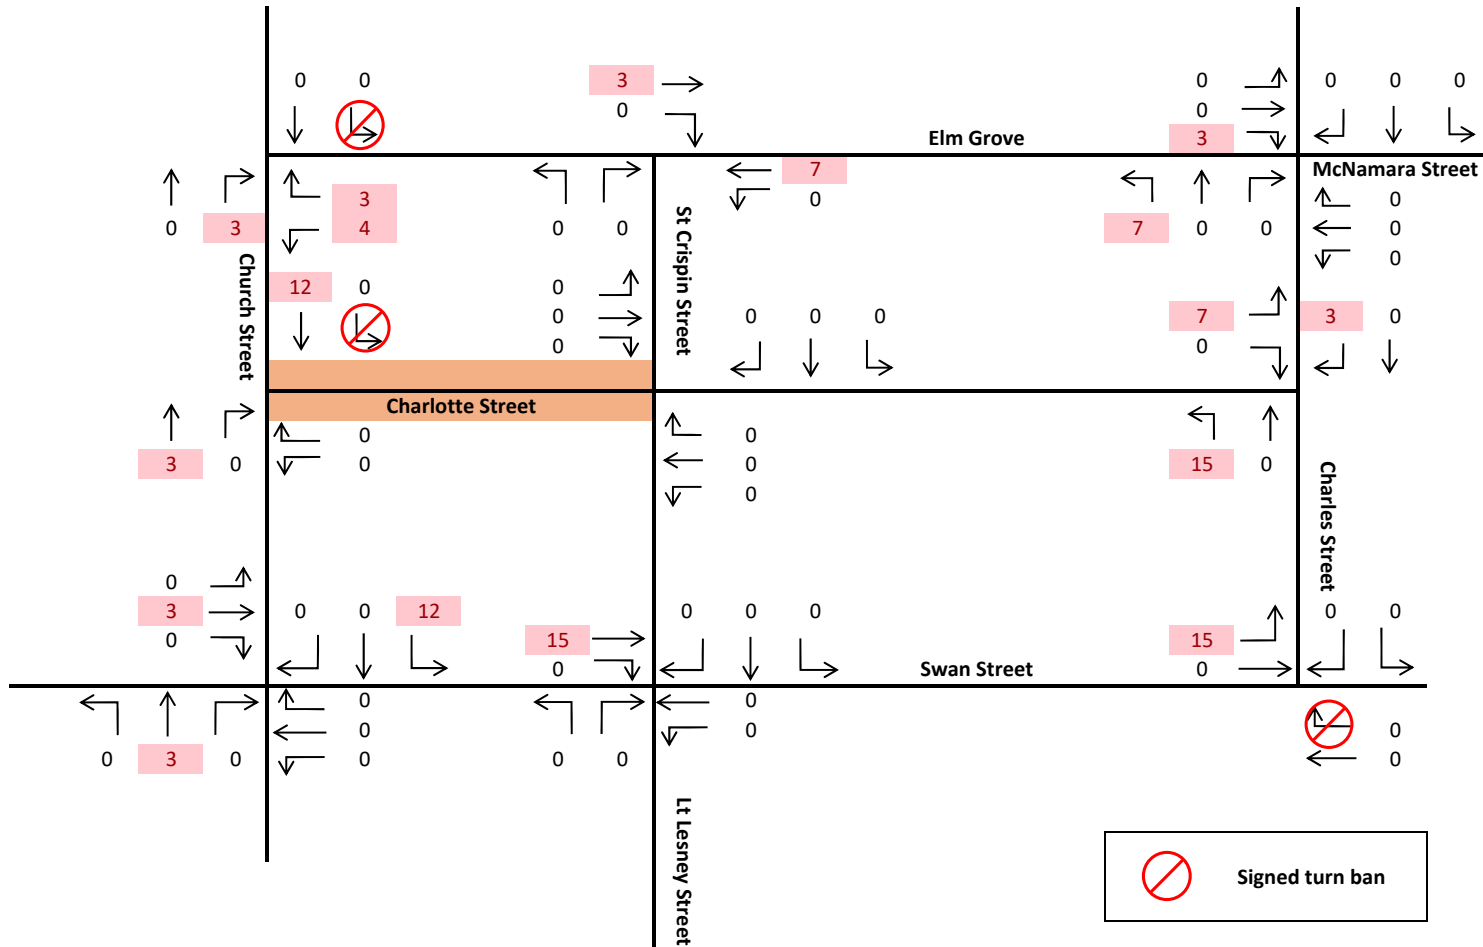 0 0 3 0 0 0 0
0 0
Elm Grove 3
McNamara Street
3 7 0
4 0 0
0 3 0 0 7 0 0 0
0
St Crispin Street
Church Street
12 0 0
0 0 0 0 7 3 0
0 0
Charlotte Street
0 0
3 0 0 0 15 0
0
Charles Street
0
3 0 0 12 0 0 0 0 0
0 15 15
0 Swan Street 0
0 0
0 0 0
0 3 0 0 0 0 0
Lt Lesney Street
Signed turn ban